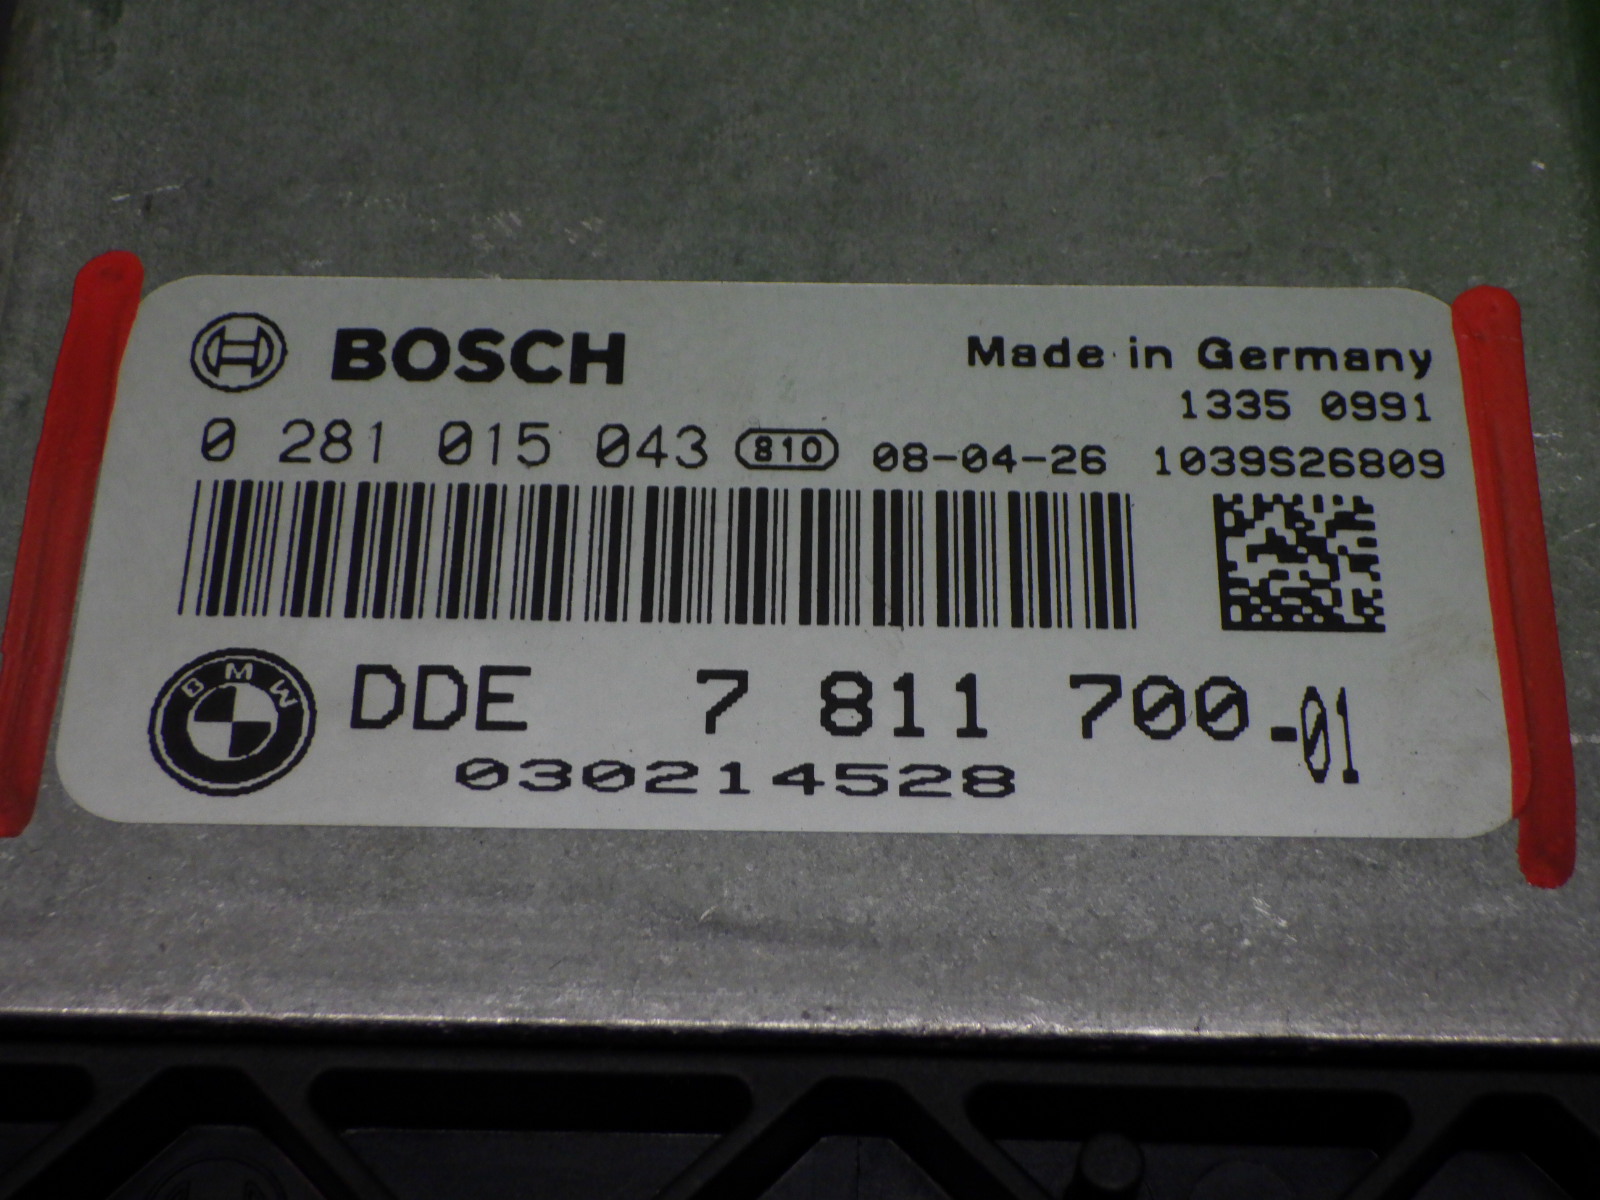 BOSCH Made in Germany
1335 0991
0 281 015 043 810 08-04-26 1039S26809
BMW DDE 7 811 700-01
030214528